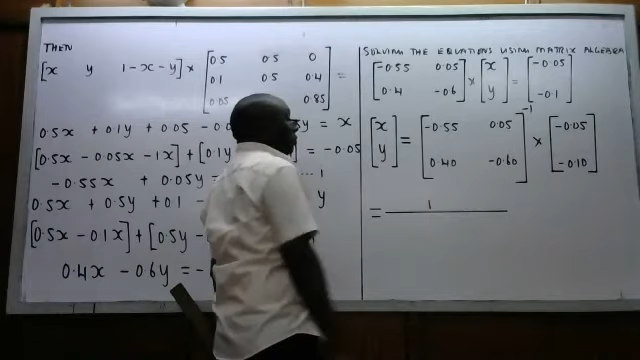 THEN
[x y 1-x-y] × [0.5 0.5 0
0.1 0.5 0.4
0.05 0.85] =
0.5x + 0.1y + 0.05 - 0.0 5y = x
[0.5x - 0.05x - 1x] + [0.1y ] = -0.05
-0.55x + 0.05y = ... 1
0.5x + 0.5y + 0.1 - y
[0.5x - 0.1x] + [0.5y -
0.4x - 0.6y = -
SOLVING THE EQUATIONS USING MATRIX ALGEBRA
[-0.55 0.05
0.4 -0.6] × [x
y] = [-0.05
-0.1]
[x
y] = [-0.55 0.05
0.40 -0.60]^-1 × [-0.05
-0.10]
= 1